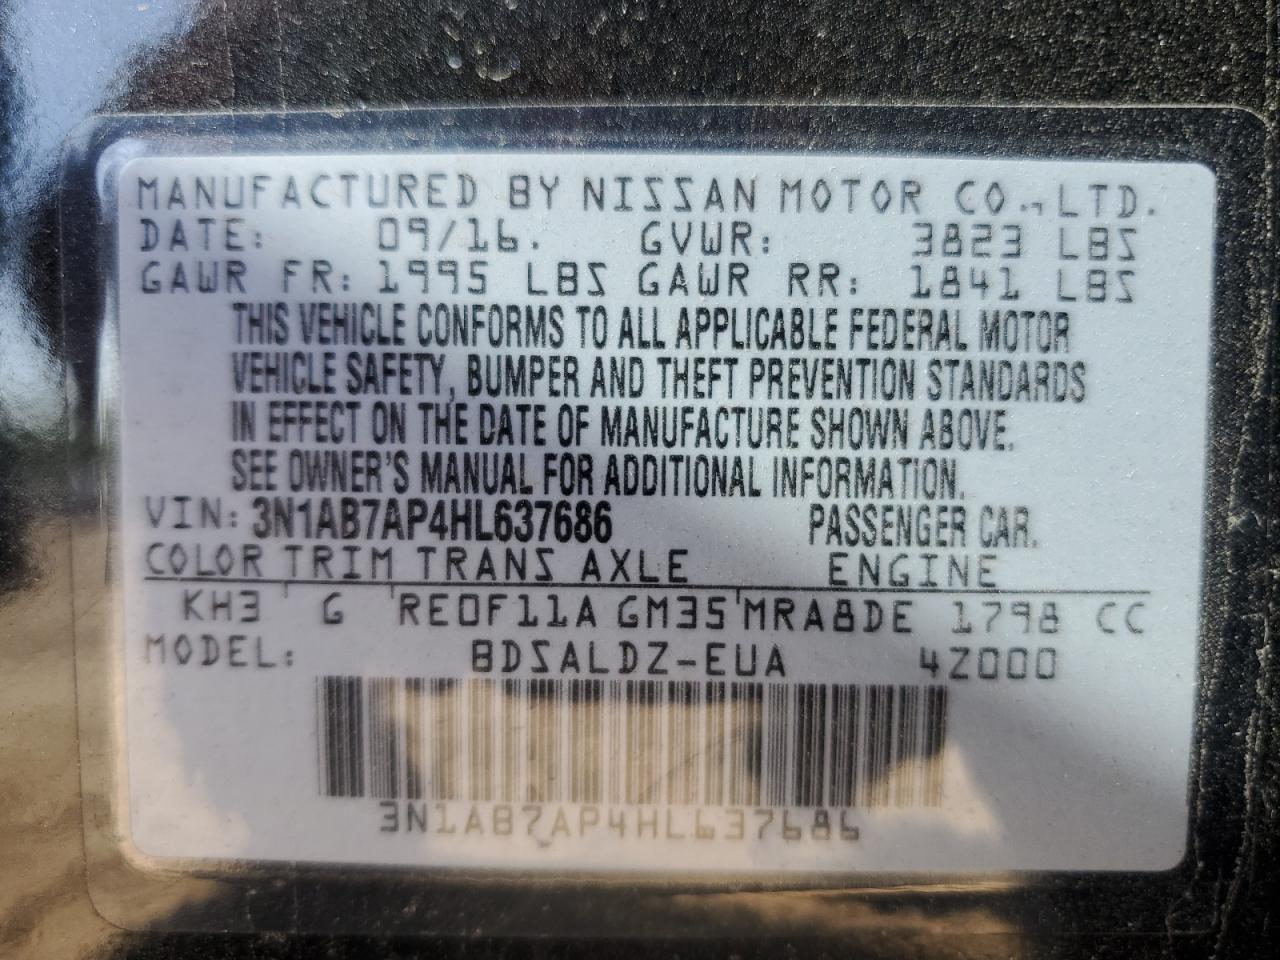 MANUFACTURED BY NISSAN MOTOR CO., LTD.
DATE: 09/16. GVWR: 3823 LBS
GAWR FR: 1995 LBS GAWR RR: 1841 LBS
THIS VEHICLE CONFORMS TO ALL APPLICABLE FEDERAL MOTOR
VEHICLE SAFETY, BUMPER AND THEFT PREVENTION STANDARDS
IN EFFECT ON THE DATE OF MANUFACTURE SHOWN ABOVE.
SEE OWNER'S MANUAL FOR ADDITIONAL INFORMATION.
VIN: 3N1AB7AP4HL637686 PASSENGER CAR.
COLOR TRIM TRANS AXLE ENGINE
KH3 G RE0F11A GM35 MRA8DE 1798 CC
MODEL: BDSALDZ-EUA 4Z000
3N1AB7AP4HL637686